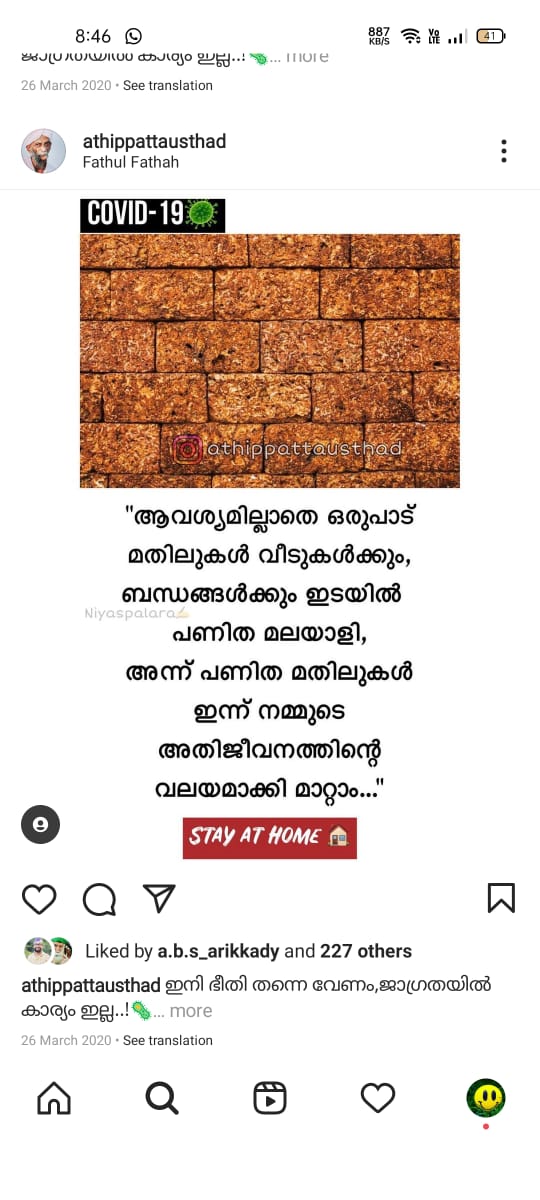 8:46
887
KB/S
Vo
LTE
41
ജാഗ്രതയിൽ കാര്യം ഇല്ല..!🦠... more
26 March 2020 • See translation
athippattausthad
Fathul Fathah
COVID-19
athippattausthad
"ആവശ്യമില്ലാതെ ഒരുപാട്
മതിലുകൾ വീടുകൾക്കും,
ബന്ധങ്ങൾക്കും ഇടയിൽ
Niyaspalara✍🏻
പണിത മലയാളി,
അന്ന് പണിത മതിലുകൾ
ഇന്ന് നമ്മുടെ
അതിജീവനത്തിന്റെ
വലയമാക്കി മാറ്റാം..."
STAY AT HOME 🏠
Liked by a.b.s_arikkady and 227 others
athippattausthad ഇനി ഭീതി തന്നെ വേണം,ജാഗ്രതയിൽ
കാര്യം ഇല്ല..!🦠... more
26 March 2020 • See translation